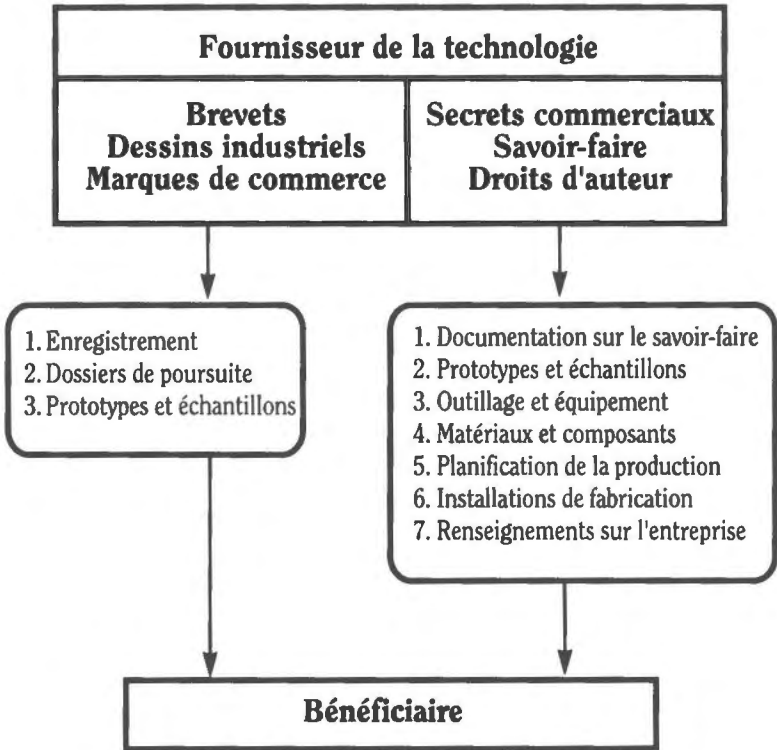 Fournisseur de la technologie
Brevets
Dessins industriels
Marques de commerce
Secrets commerciaux
Savoir-faire
Droits d'auteur
1. Enregistrement
2. Dossiers de poursuite
3. Prototypes et échantillons
1. Documentation sur le savoir-faire
2. Prototypes et échantillons
3. Outillage et équipement
4. Matériaux et composants
5. Planification de la production
6. Installations de fabrication
7. Renseignements sur l'entreprise
Bénéficiaire